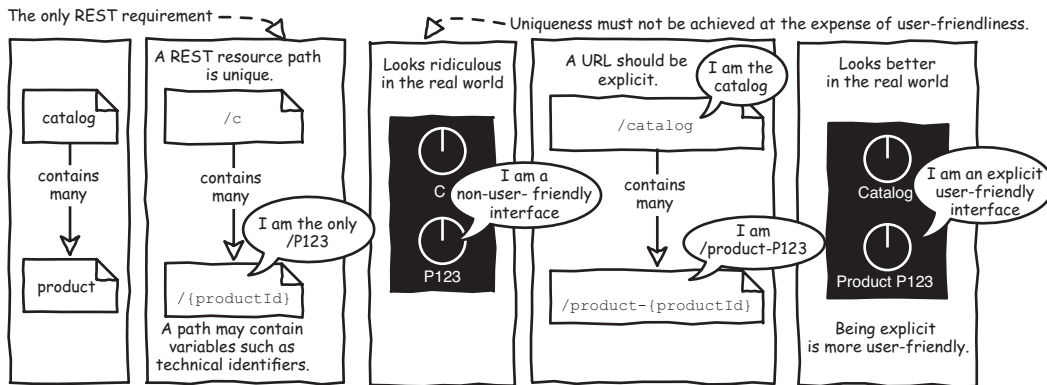 The only REST requirement
Uniqueness must not be achieved at the expense of user-friendliness.
catalog
contains
many
product
A REST resource path
is unique.
/c
contains
many
I am the only
/P123
/{productId}
A path may contain
variables such as
technical identifiers.
Looks ridiculous
in the real world
C
P123
I am a
non-user- friendly
interface
A URL should be
explicit.
I am the
catalog
/catalog
contains
many
I am
/product-P123
/product-{productId}
Looks better
in the real world
Catalog
Product P123
I am an explicit
user-friendly
interface
Being explicit
is more user-friendly.